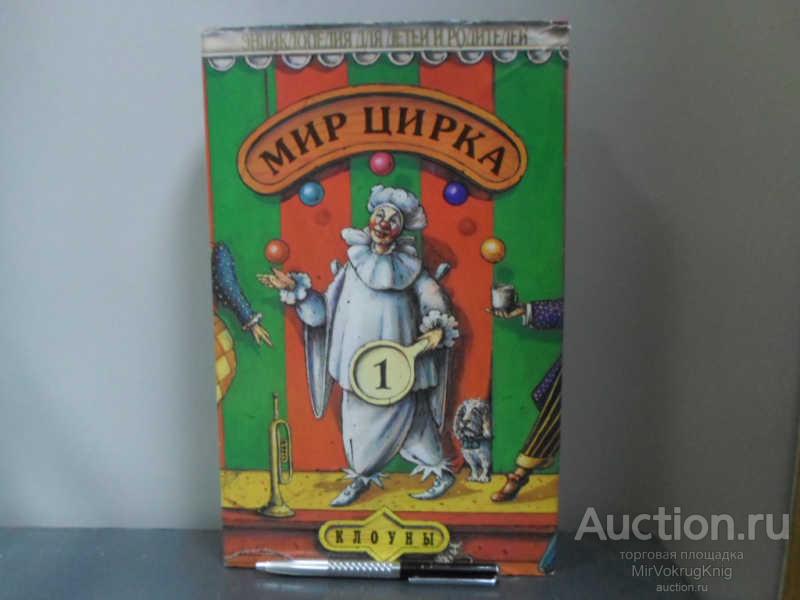 ЭНЦИКЛОПЕДИЯ ДЛЯ ДЕТЕЙ И РОДИТЕЛЕЙ
МИР ЦИРКА
1
КЛОУНЫ
Auction.ru
торговая площадка
MirVokrugKnig
auction.ru